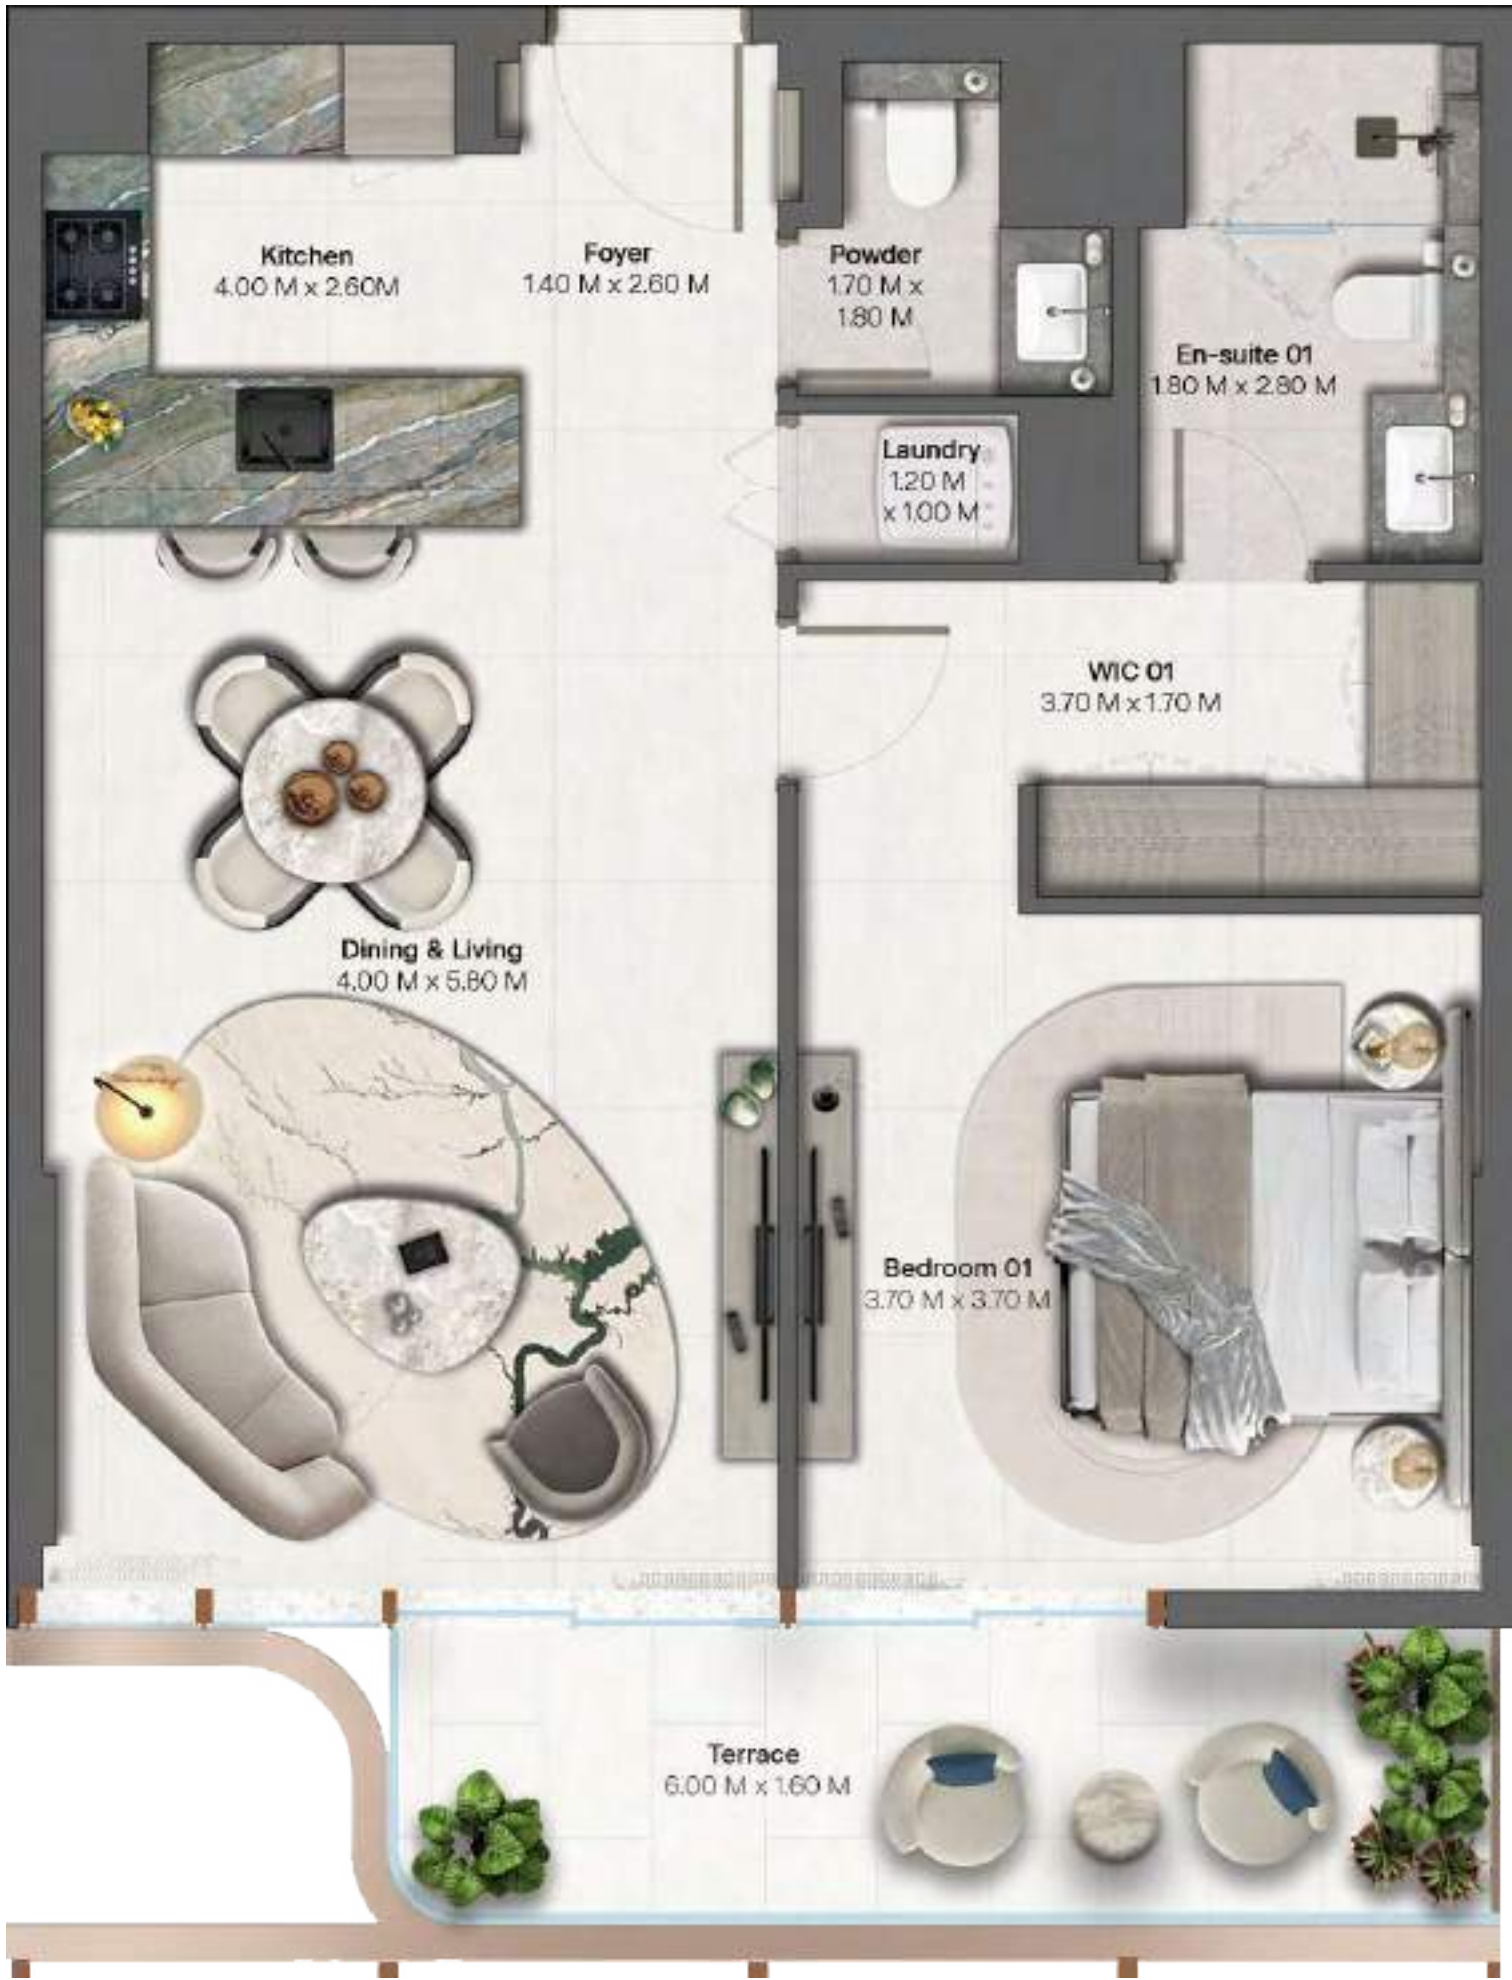 Kitchen
4.00 M x 2.60M
Foyer
1.40 M x 2.60 M
Powder
1.70 M x
1.80 M
En-suite 01
1.80 M x 2.80 M
Laundry
1.20 M
x 1.00 M
WIC 01
3.70 M x 1.70 M
Dining & Living
4.00 M x 5.80 M
Bedroom 01
3.70 M x 3.70 M
Terrace
6.00 M x 1.60 M